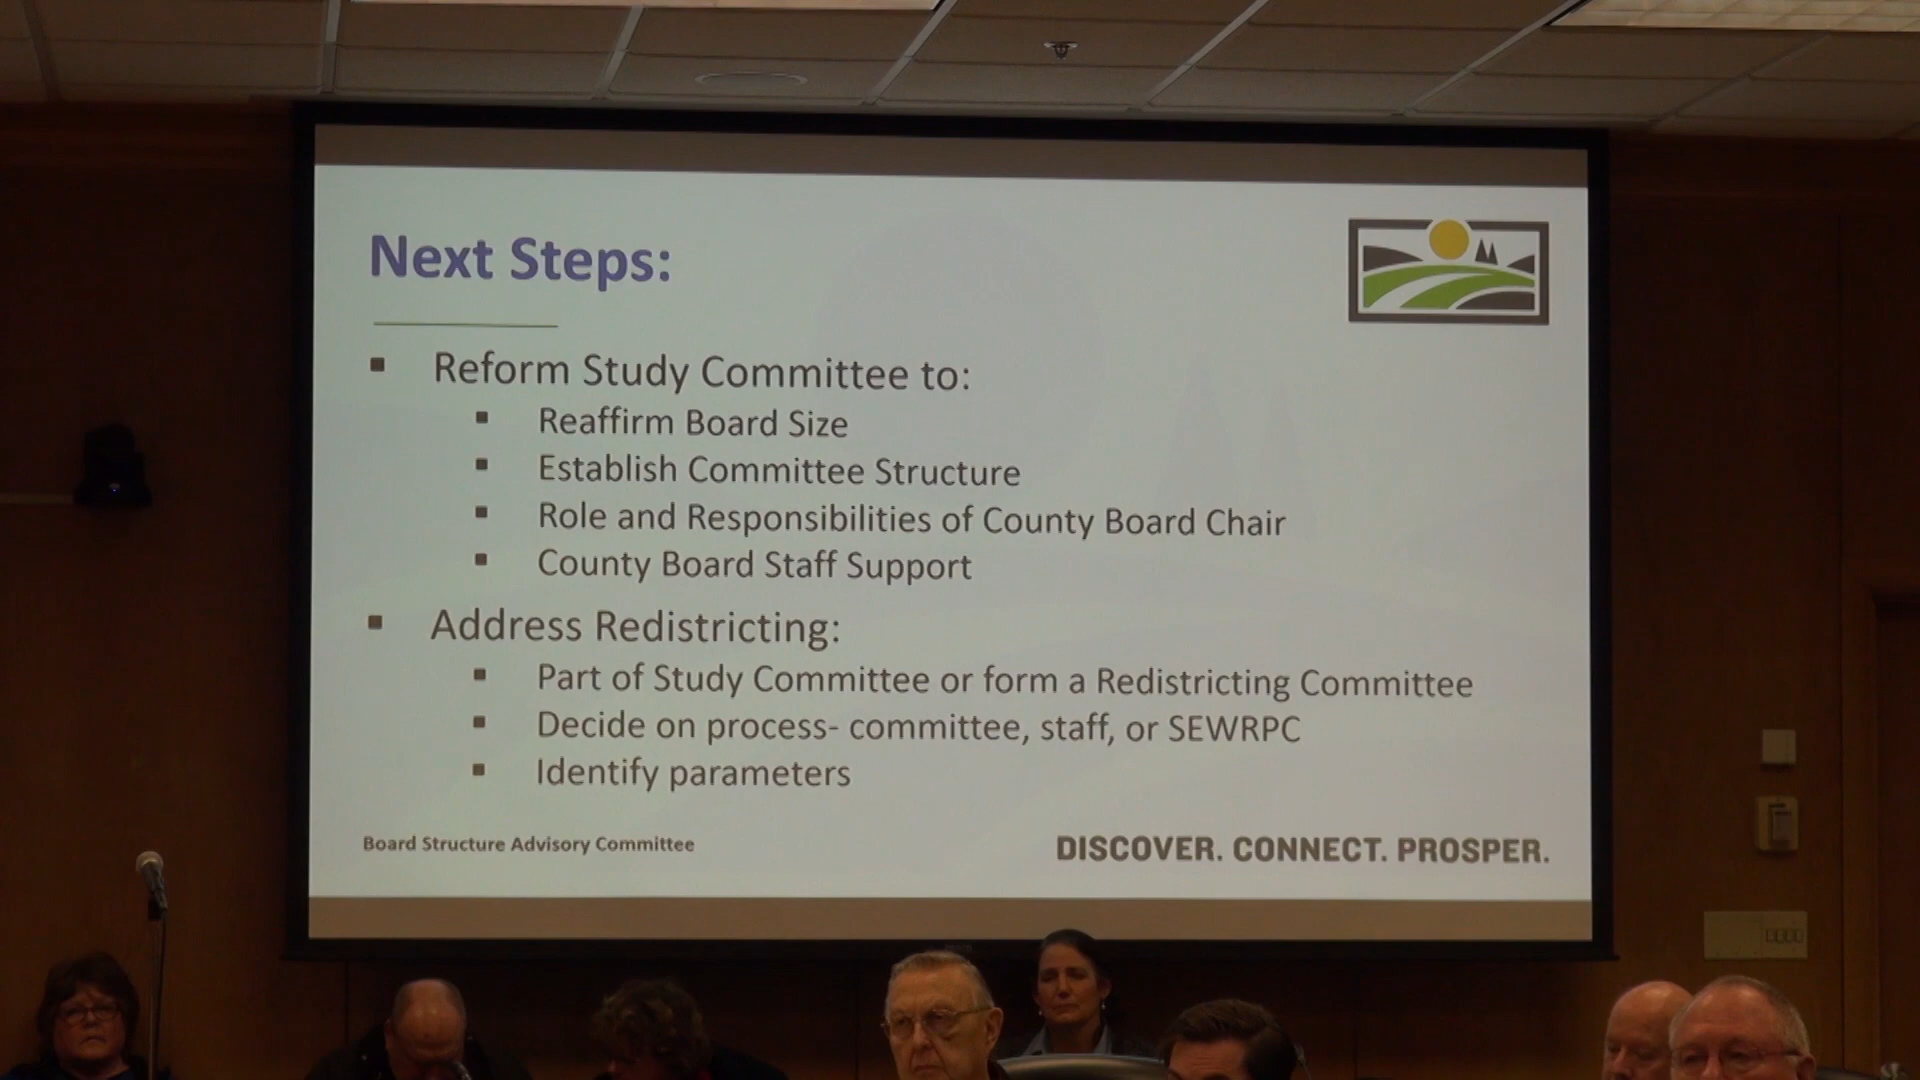 Next Steps:
▪ Reform Study Committee to:
▪ Reaffirm Board Size
▪ Establish Committee Structure
▪ Role and Responsibilities of County Board Chair
▪ County Board Staff Support
▪ Address Redistricting:
▪ Part of Study Committee or form a Redistricting Committee
▪ Decide on process- committee, staff, or SEWRPC
▪ Identify parameters
Board Structure Advisory Committee
DISCOVER. CONNECT. PROSPER.